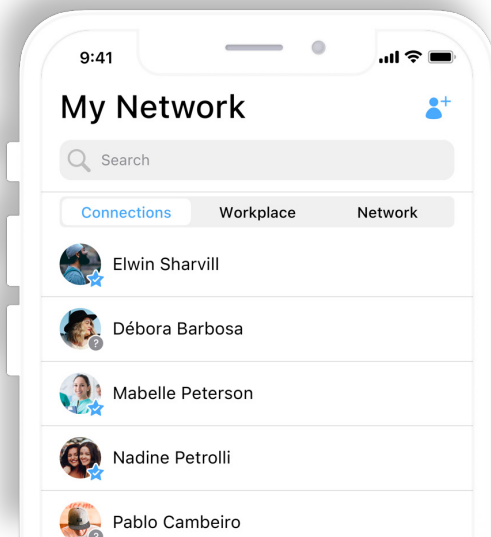 9:41
My Network
Search
Connections Workplace Network
Elwin Sharvill
Débora Barbosa
?
Mabelle Peterson
Nadine Petrolli
Pablo Cambeiro
?